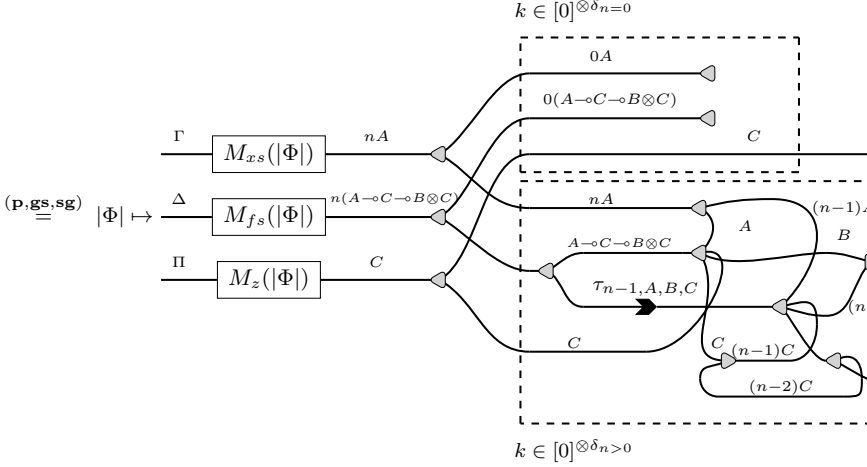 k ∈ [0]^{⊗δ_{n=0}}
0A
0(A⊸C⊸B⊗C)
C
Γ
M_{xs}(|Φ|)
nA
(p,gs,sg)
=
|Φ| ↦
Δ
M_{fs}(|Φ|)
n(A⊸C⊸B⊗C)
Π
M_z(|Φ|)
C
nA
A
(n−1)A
B
A⊸C⊸B⊗C
τ_{n−1,A,B,C}
(n
C
C
(n−1)C
(n−2)C
k ∈ [0]^{⊗δ_{n>0}}